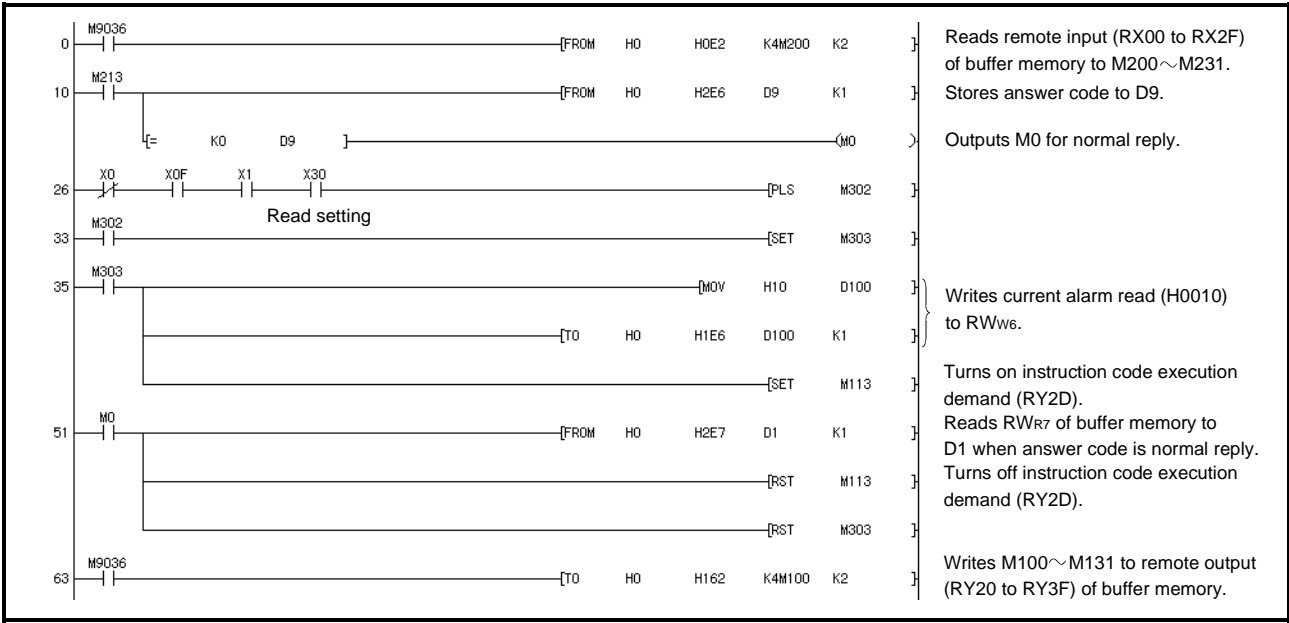 M9036
0 [FROM H0 H0E2 K4M200 K2 ]
Reads remote input (RX00 to RX2F)
of buffer memory to M200～M231.
M213
10 [FROM H0 H2E6 D9 K1 ]
Stores answer code to D9.
[= K0 D9 ] (M0 )
Outputs M0 for normal reply.
X0 X0F X1 X30
26 [PLS M302 ]
Read setting
M302
33 [SET M303 ]
M303
35 [MOV H10 D100 ]
Writes current alarm read (H0010)
to RWW6.
[TO H0 H1E6 D100 K1 ]
[SET M113 ]
Turns on instruction code execution
demand (RY2D).
M0
51 [FROM H0 H2E7 D1 K1 ]
Reads RWR7 of buffer memory to
D1 when answer code is normal reply.
[RST M113 ]
Turns off instruction code execution
demand (RY2D).
[RST M303 ]
M9036
63 [TO H0 H162 K4M100 K2 ]
Writes M100～M131 to remote output
(RY20 to RY3F) of buffer memory.